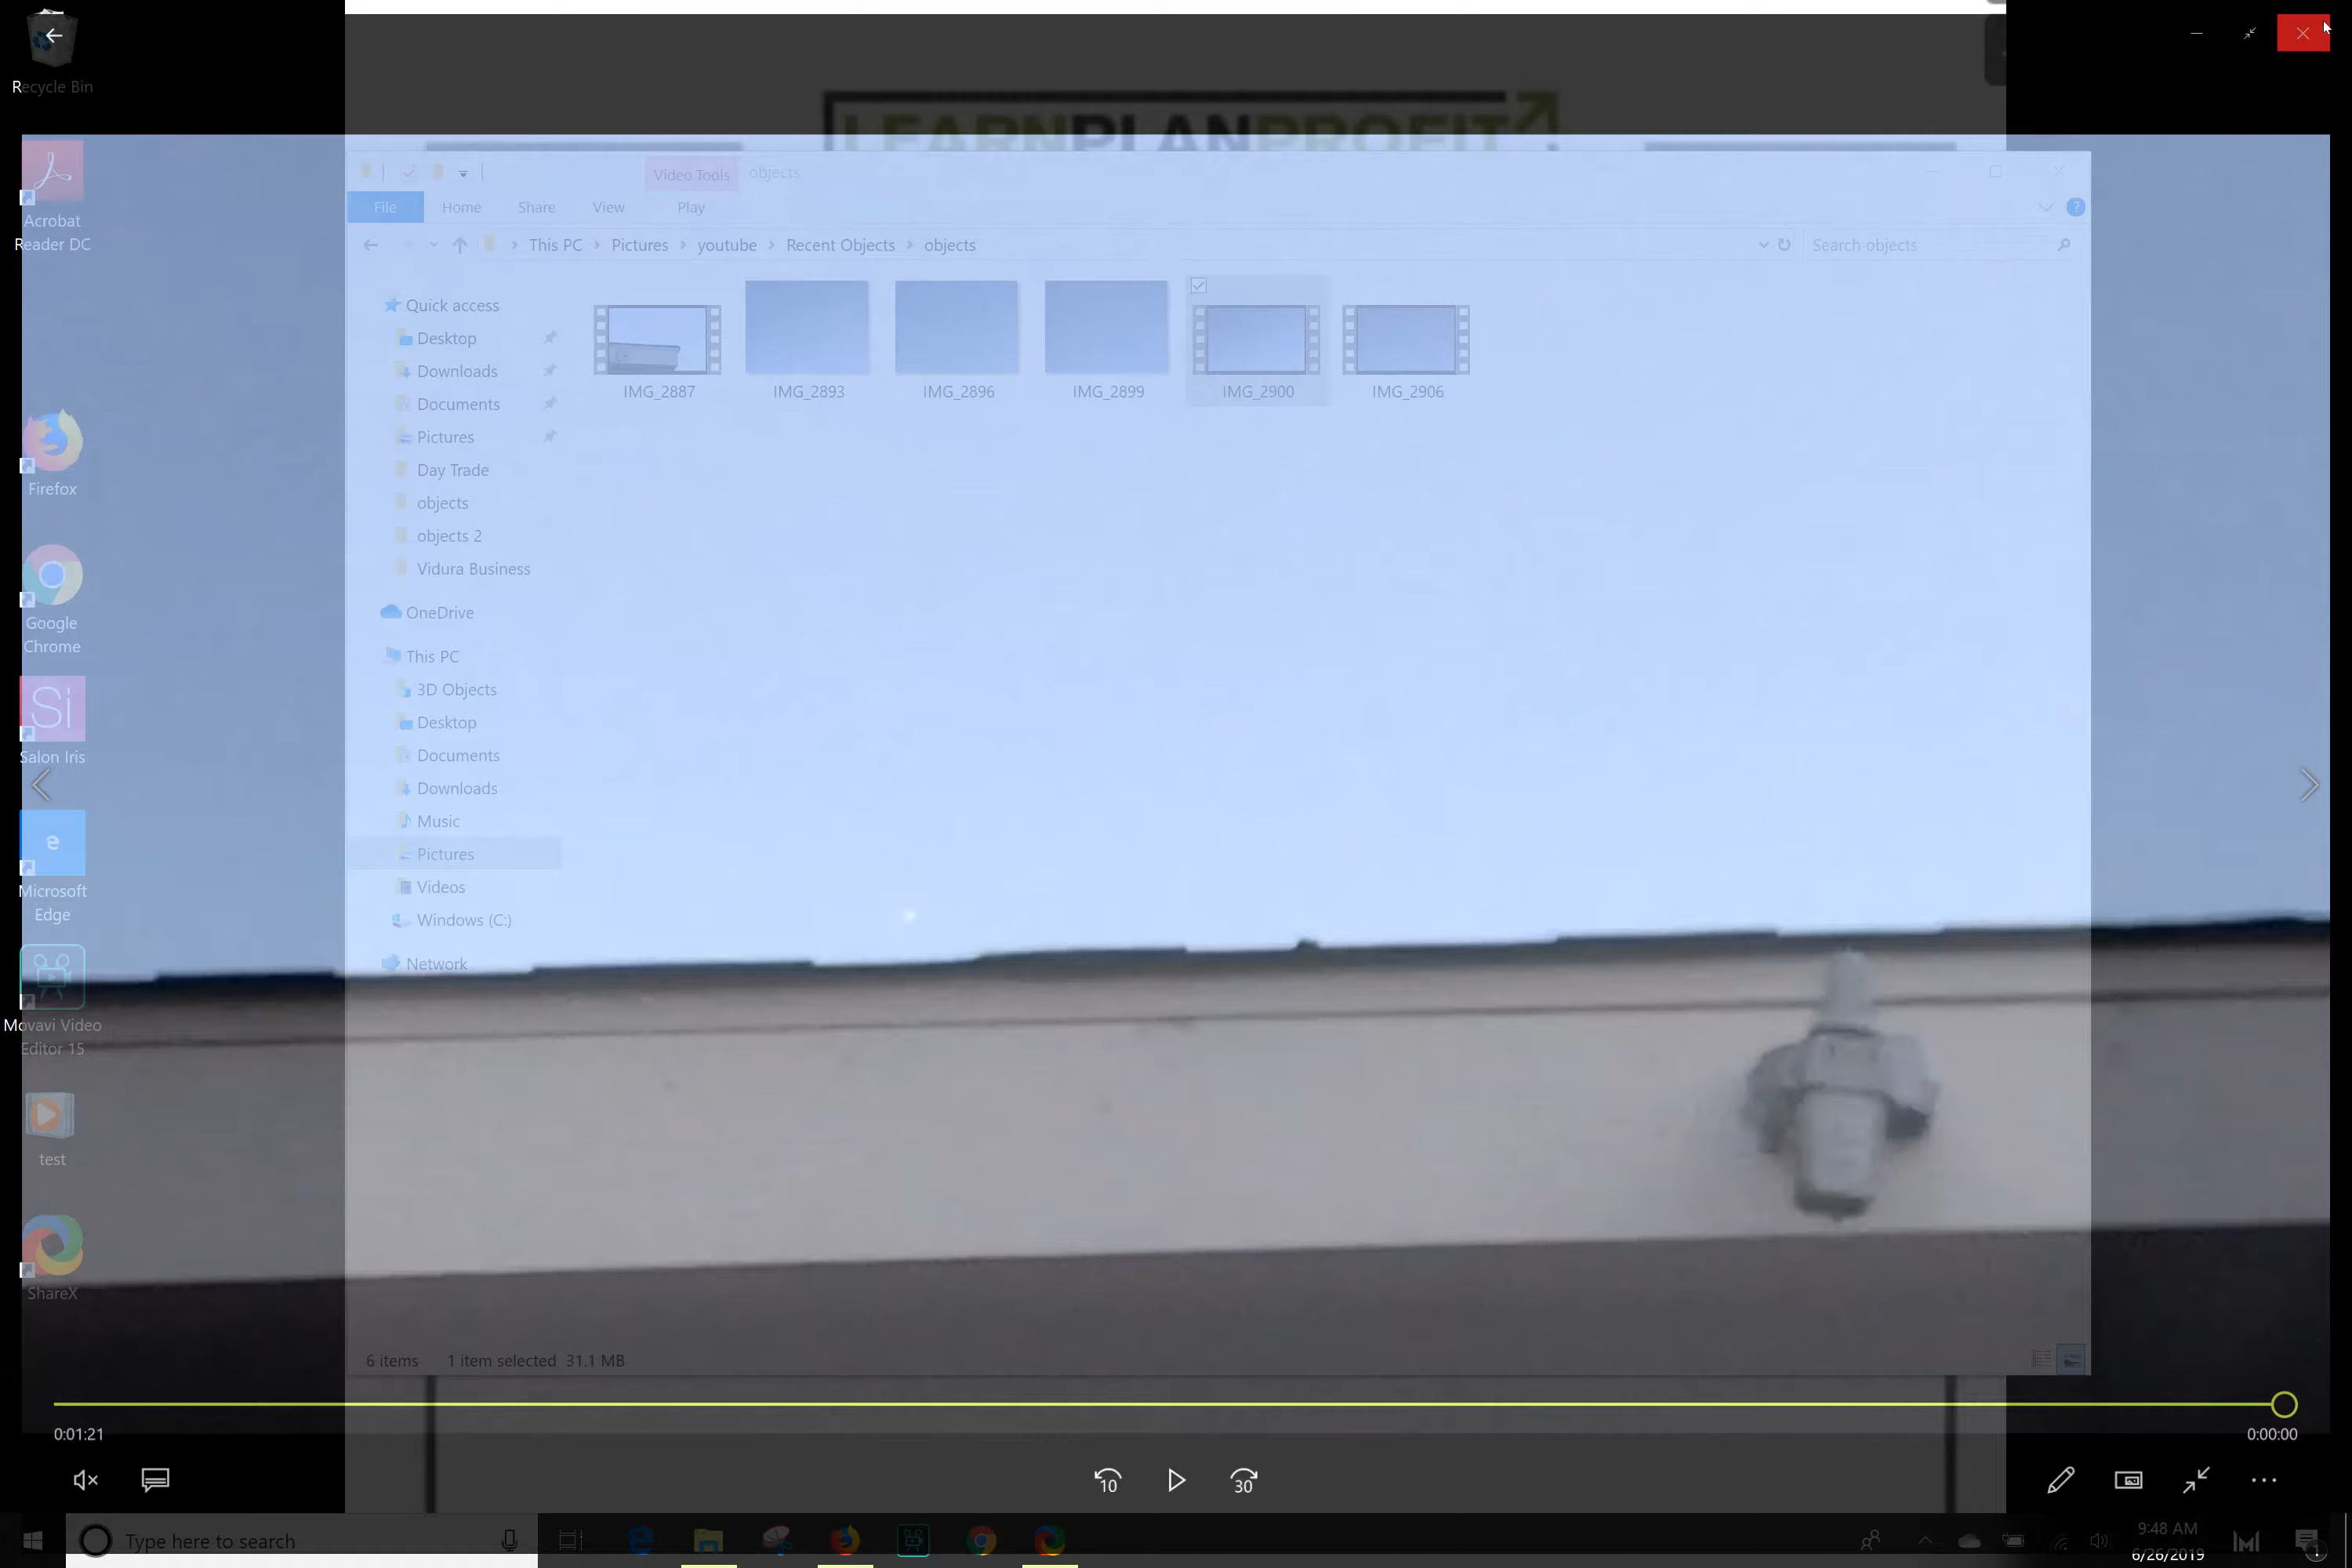 Recycle Bin
LEARNPLANPROFIT
Video Tools
objects
File
Home
Share
View
Play
This PC
Pictures
youtube
Recent Objects
objects
Search objects
Acrobat
Reader DC
Firefox
Google
Chrome
Si
Salon Iris
Microsoft
Edge
Movavi Video
Editor 15
test
ShareX
Quick access
Desktop
Downloads
Documents
Pictures
Day Trade
objects
objects 2
Vidura Business
OneDrive
This PC
3D Objects
Desktop
Documents
Downloads
Music
Pictures
Videos
Windows (C:)
Network
IMG_2887
IMG_2893
IMG_2896
IMG_2899
IMG_2900
IMG_2906
6 items
1 item selected 31.1 MB
0:01:21
0:00:00
10
30
Type here to search
9:48 AM
6/26/2019